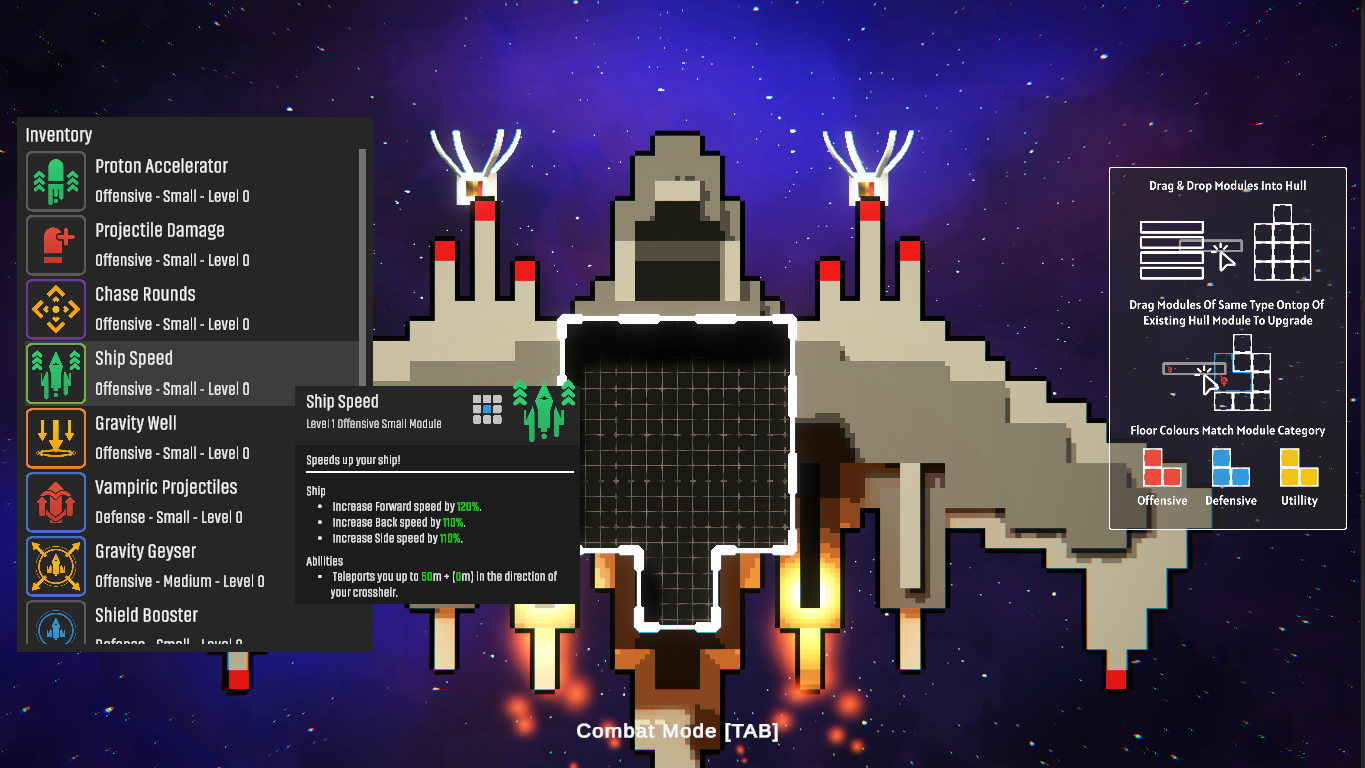 Inventory
Proton Accelerator
Offensive - Small - Level 0
Projectile Damage
Offensive - Small - Level 0
Chase Rounds
Offensive - Small - Level 0
Ship Speed
Offensive - Small - Level 0
Gravity Well
Offensive - Small - Level 0
Vampiric Projectiles
Defense - Small - Level 0
Gravity Geyser
Offensive - Medium - Level 0
Shield Booster
Defense - Small - Level 0
Ship Speed
Level 1 Offensive Small Module
Speeds up your ship!
Ship
• Increase Forward speed by 120%.
• Increase Back speed by 110%.
• Increase Side speed by 110%.
Abilities
• Teleports you up to 50m + (0m) in the direction of
your crossheir.
Drag & Drop Modules Into Hull
Drag Modules Of Same Type Ontop Of
Existing Hull Module To Upgrade
Floor Colours Match Module Category
Offensive Defensive Utillity
Combat Mode [TAB]